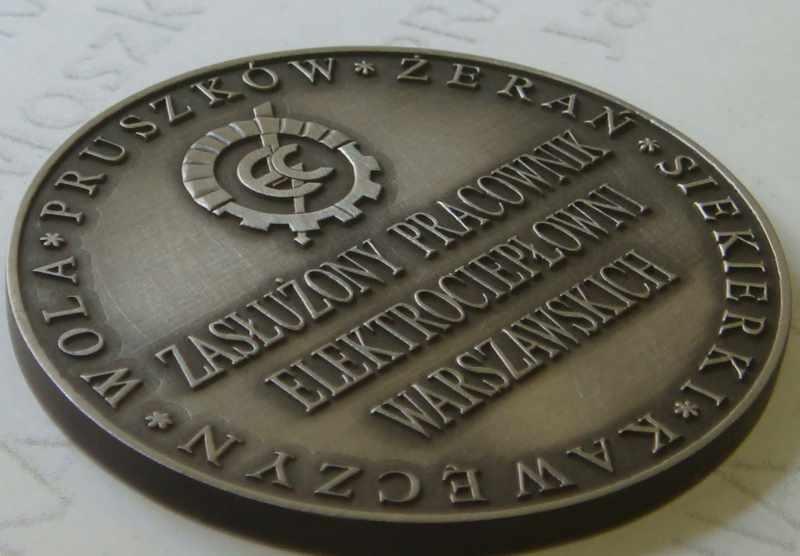 PRUSZKÓW * ŻERAŃ * SIEKIERKI * KAWĘCZYN * WOLA *
ZASŁUŻONY PRACOWNIK
ELEKTROCIEPŁOWNI
WARSZAWSKICH